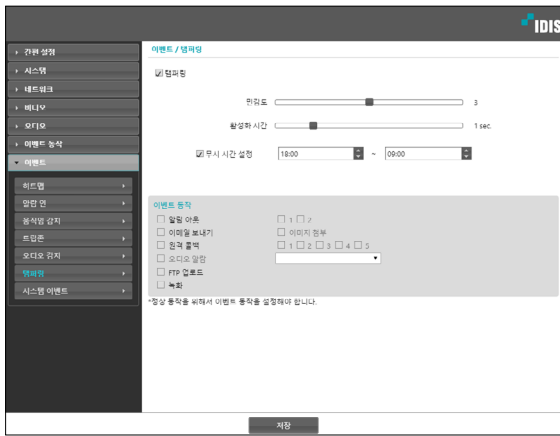 IDIS
간편 설정
시스템
네트워크
비디오
오디오
이벤트 동작
이벤트
히트맵
알람 인
움직임 감지
트립존
오디오 감지
탬퍼링
시스템 이벤트
이벤트 / 탬퍼링
탬퍼링
민감도 3
활성화 시간 1 sec.
무시 시간 설정 18:00 ~ 09:00
이벤트 동작
알람 아웃 1 2
이메일 보내기 이미지 첨부
원격 콜백 1 2 3 4 5
오디오 알람
FTP 업로드
녹화
*정상 동작을 위해서 이벤트 동작을 설정해야 합니다.
저장